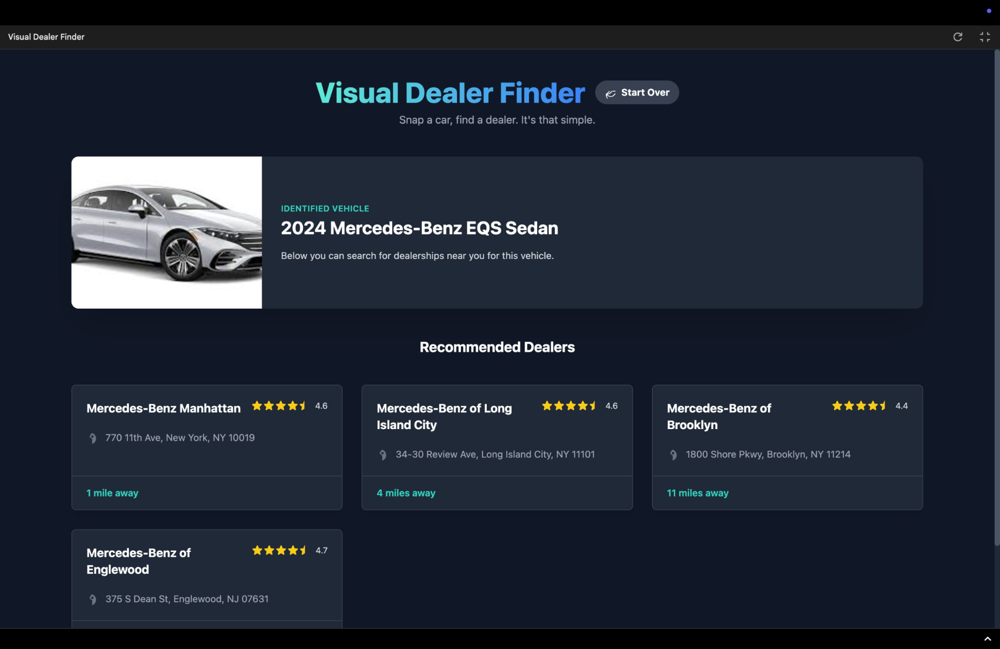 Visual Dealer Finder
Visual Dealer Finder
Start Over
Snap a car, find a dealer. It's that simple.
IDENTIFIED VEHICLE
2024 Mercedes-Benz EQS Sedan
Below you can search for dealerships near you for this vehicle.
Recommended Dealers
Mercedes-Benz Manhattan
4.6
770 11th Ave, New York, NY 10019
1 mile away
Mercedes-Benz of Long
Island City
4.6
34-30 Review Ave, Long Island City, NY 11101
4 miles away
Mercedes-Benz of
Brooklyn
4.4
1800 Shore Pkwy, Brooklyn, NY 11214
11 miles away
Mercedes-Benz of
Englewood
4.7
375 S Dean St, Englewood, NJ 07631